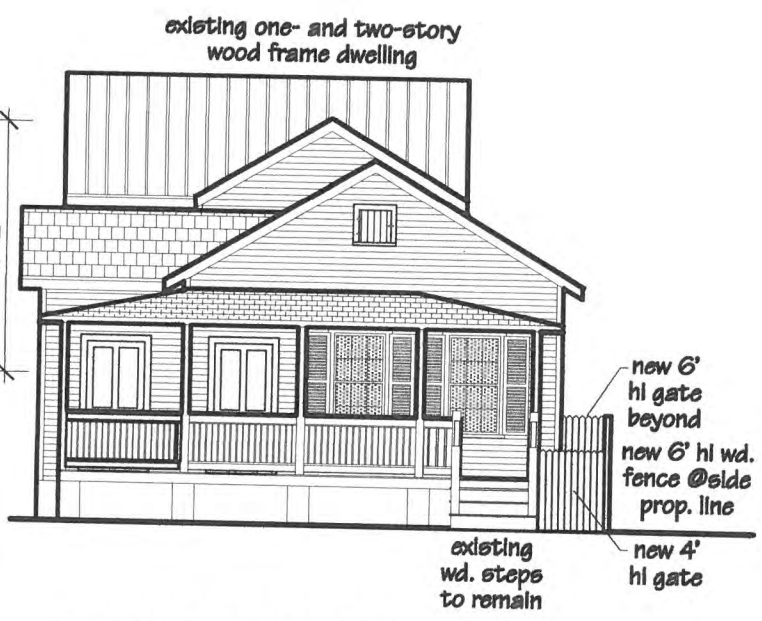 existing one- and two-story
wood frame dwelling
new 6'
hi gate
beyond
new 6' hi wd.
fence @side
prop. line
new 4'
hi gate
existing
wd. steps
to remain